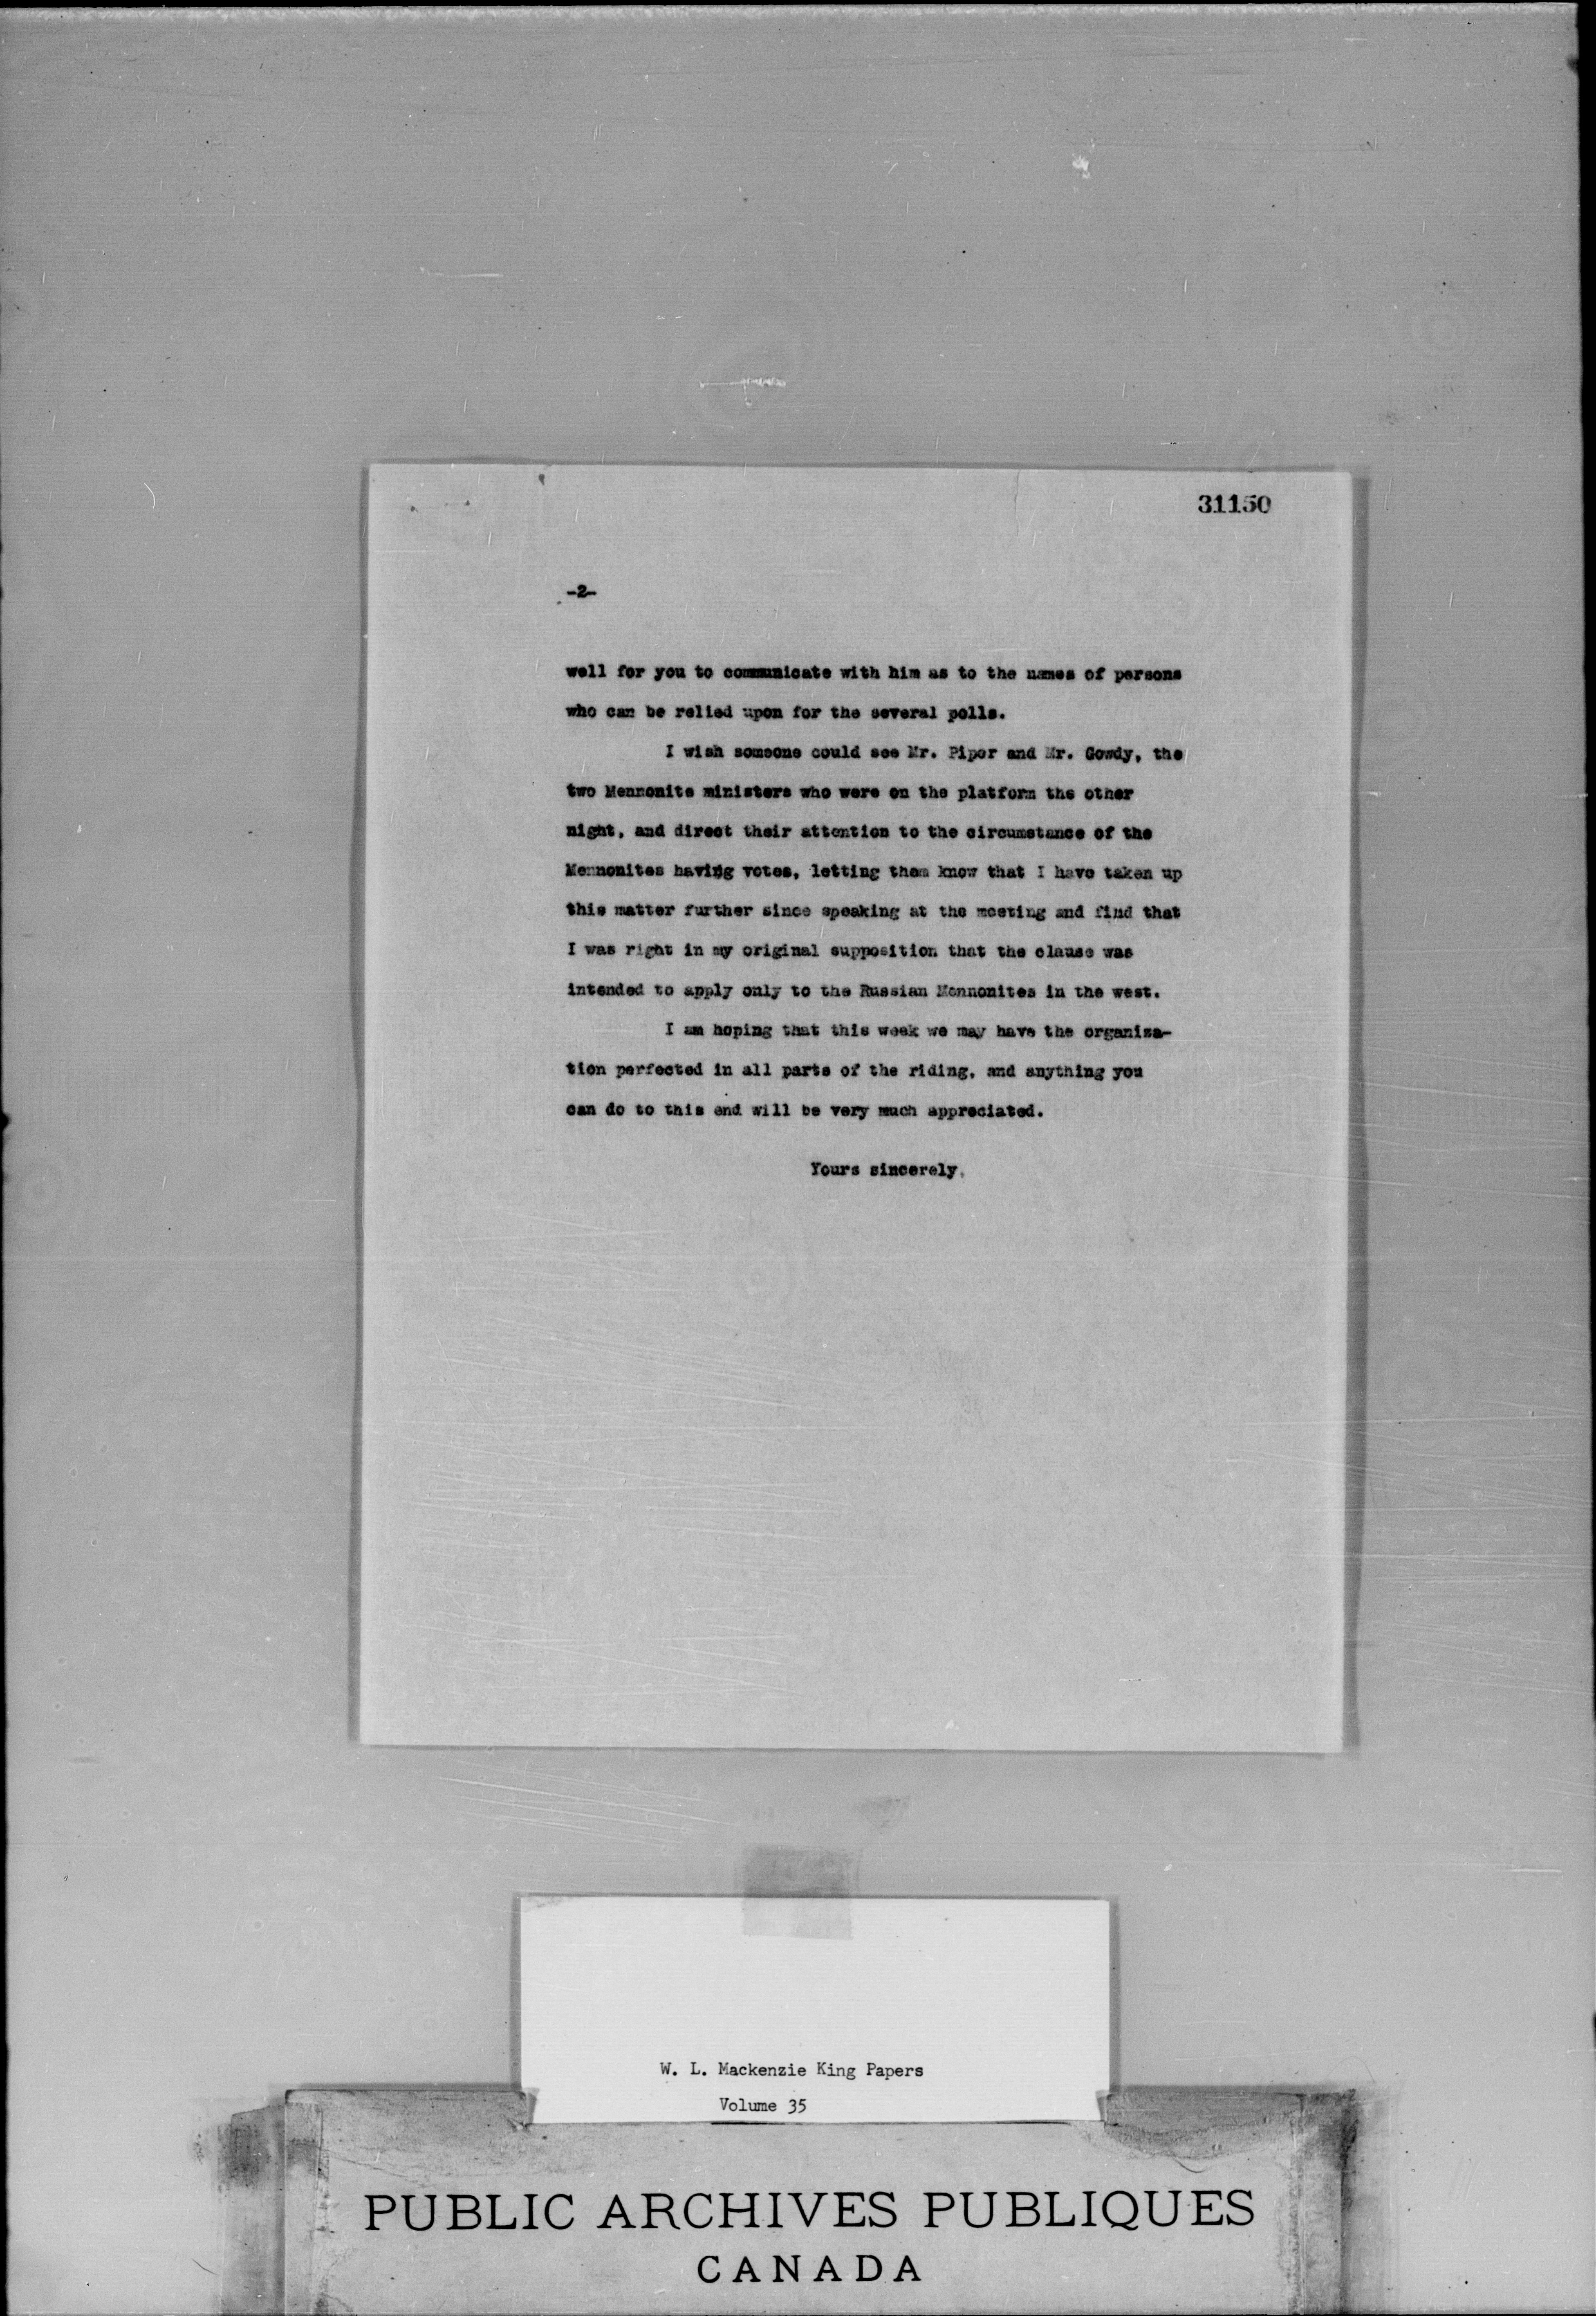 31150
-2-
well for you to communicate with him as to the names of persons
who can be relied upon for the several polls.
I wish someone could see Mr. Piper and Mr. Gowdy, the
two Mennonite ministers who were on the platform the other
night, and direct their attention to the circumstance of the
Mennonites having votes, letting them know that I have taken up
this matter further since speaking at the meeting and find that
I was right in my original supposition that the clause was
intended to apply only to the Russian Mennonites in the west.
I am hoping that this week we may have the organiza-
tion perfected in all parts of the riding, and anything you
can do to this end will be very much appreciated.
Yours sincerely,
W. L. Mackenzie King Papers
Volume 35
PUBLIC ARCHIVES PUBLIQUES
CANADA